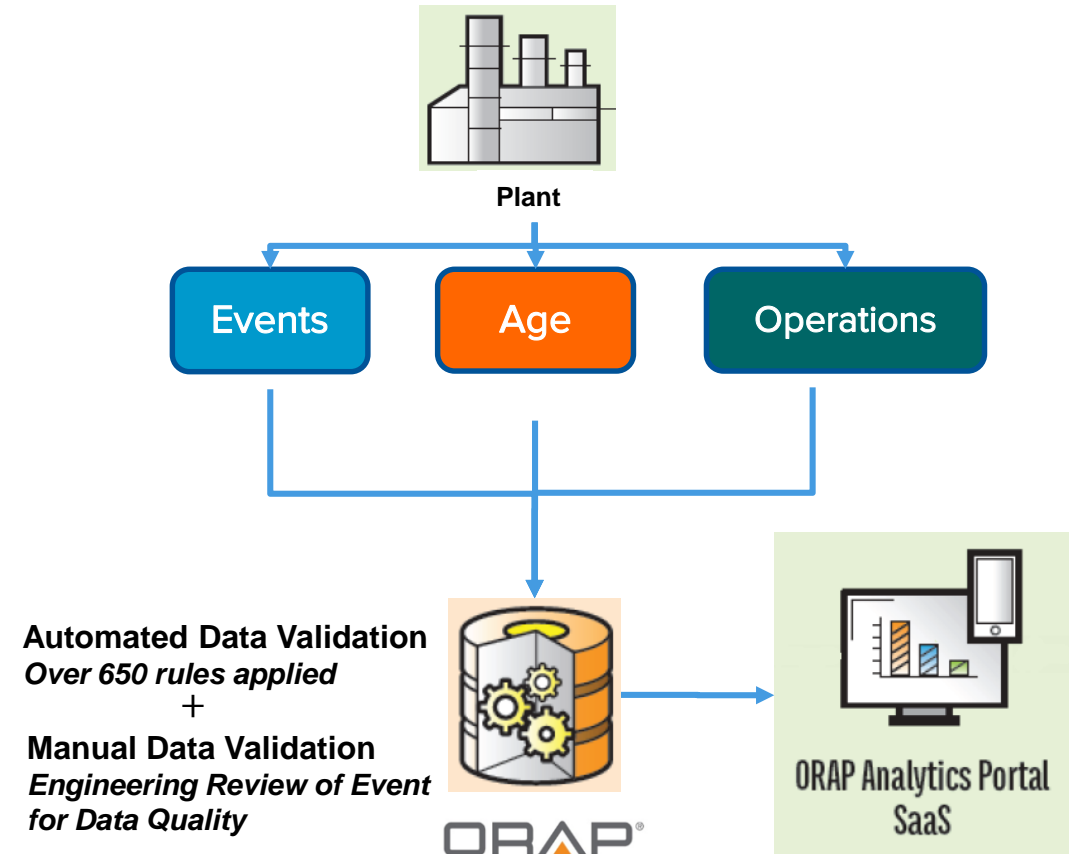 Plant
Events
Age
Operations
Automated Data Validation
Over 650 rules applied
+
Manual Data Validation
Engineering Review of Event
for Data Quality
ORAP®
ORAP Analytics Portal
SaaS